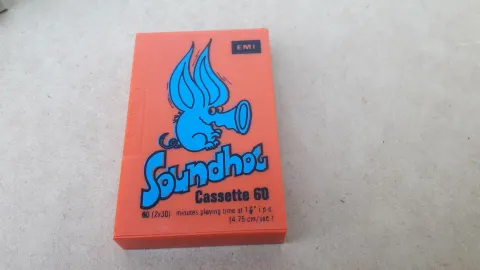 EMI
Soundhog
Cassette 60
60 (2x30) minutes playing time at 1⅞" i.p.s.
(4.75 cm/sec.)